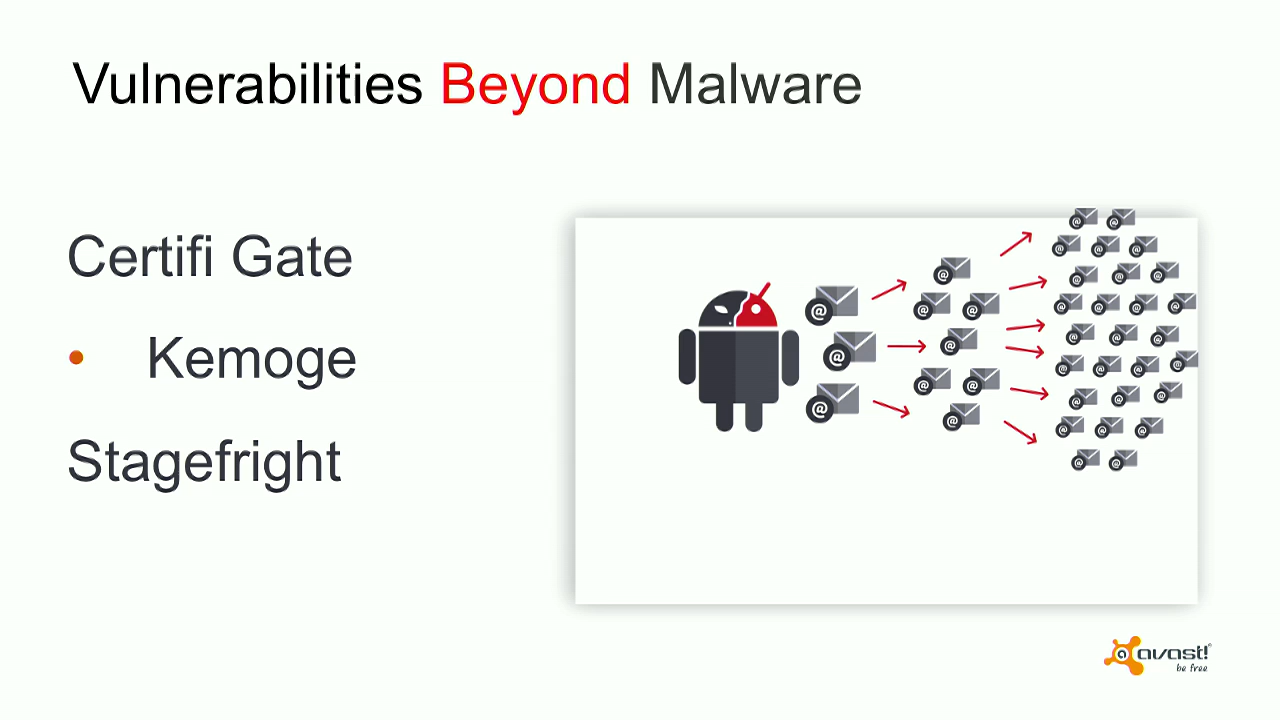 Vulnerabilities Beyond Malware
Certifi Gate
• Kemoge
Stagefright
avast!
be free